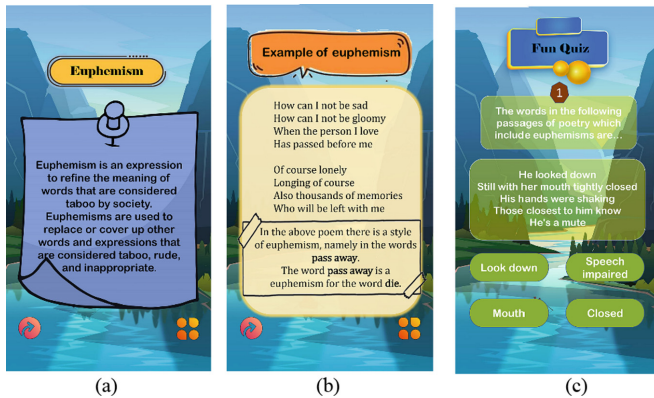 Euphemism
Euphemism is an expression
to refine the meaning of
words that are considered
taboo by society.
Euphemisms are used to
replace or cover up other
words and expressions that
are considered taboo, rude,
and inappropriate.
(a)
Example of euphemism
How can I not be sad
How can I not be gloomy
When the person I love
Has passed before me
Of course lonely
Longing of course
Also thousands of memories
Who will be left with me
In the above poem there is a style
of euphemism, namely in the words
pass away.
The word pass away is a
euphemism for the word die.
(b)
Fun Quiz
1
The words in the following
passages of poetry which
include euphemisms are...
He looked down
Still with her mouth tightly closed
His hands were shaking
Those closest to him know
He's a mute
Look down
Speech
impaired
Mouth
Closed
(c)